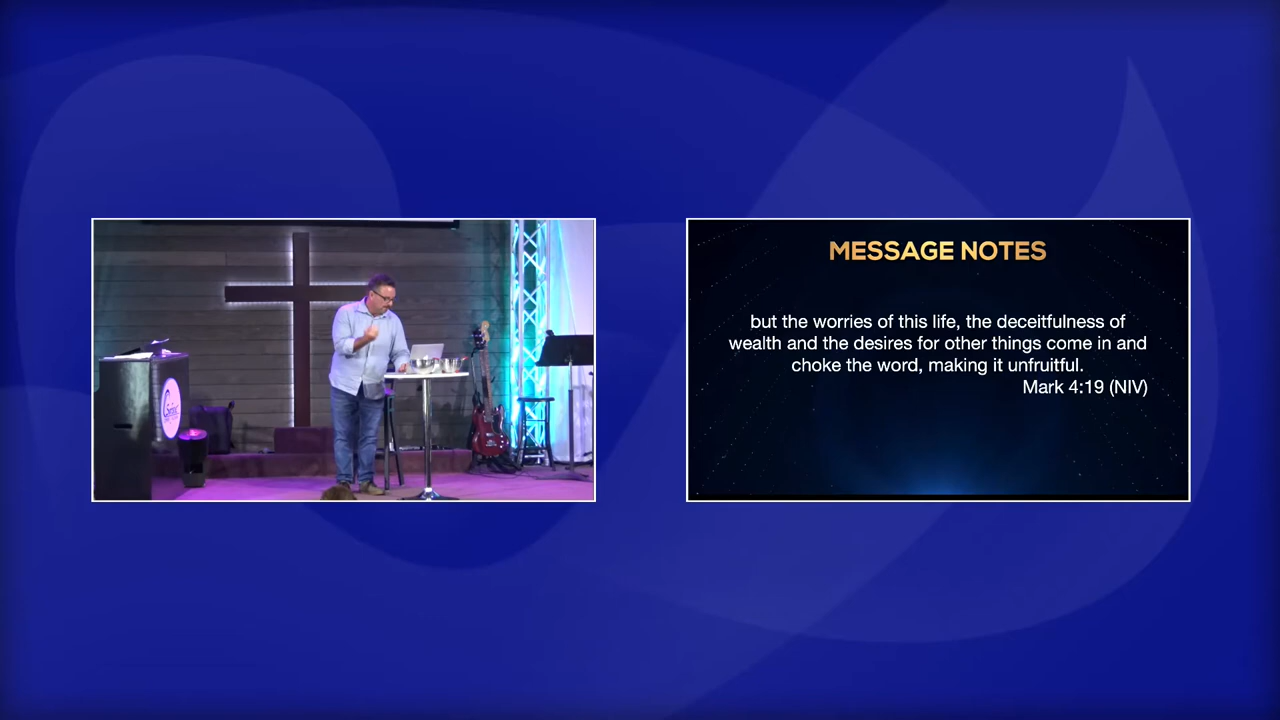 MESSAGE NOTES
but the worries of this life, the deceitfulness of
wealth and the desires for other things come in and
choke the word, making it unfruitful.
Mark 4:19 (NIV)